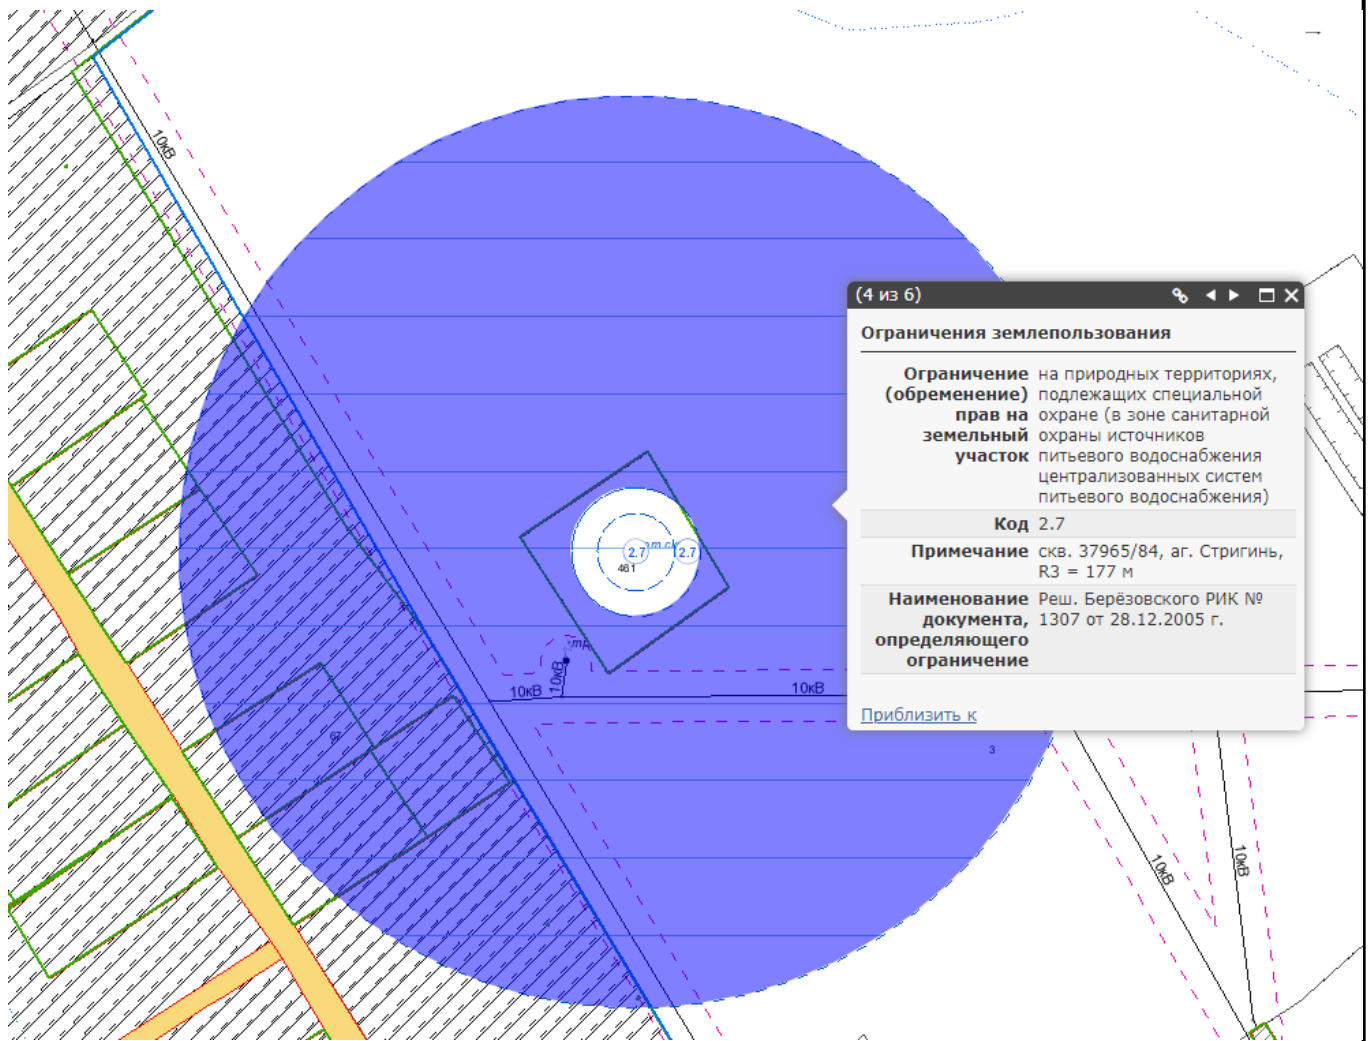 10кВ
(4 из 6)
Ограничения землепользования
Ограничение на природных территориях,
(обременение) подлежащих специальной
прав на охране (в зоне санитарной
земельный охраны источников
участок питьевого водоснабжения
централизованных систем
питьевого водоснабжения)
Код 2.7
Примечание скв. 37965/84, аг. Стригинь,
R3 = 177 м
Наименование Реш. Берёзовского РИК №
документа, 1307 от 28.12.2005 г.
определяющего
ограничение
Приблизить к
2.7
2.7
461
10кВ
10кВ
10кВ
67
3
10кВ
10кВ